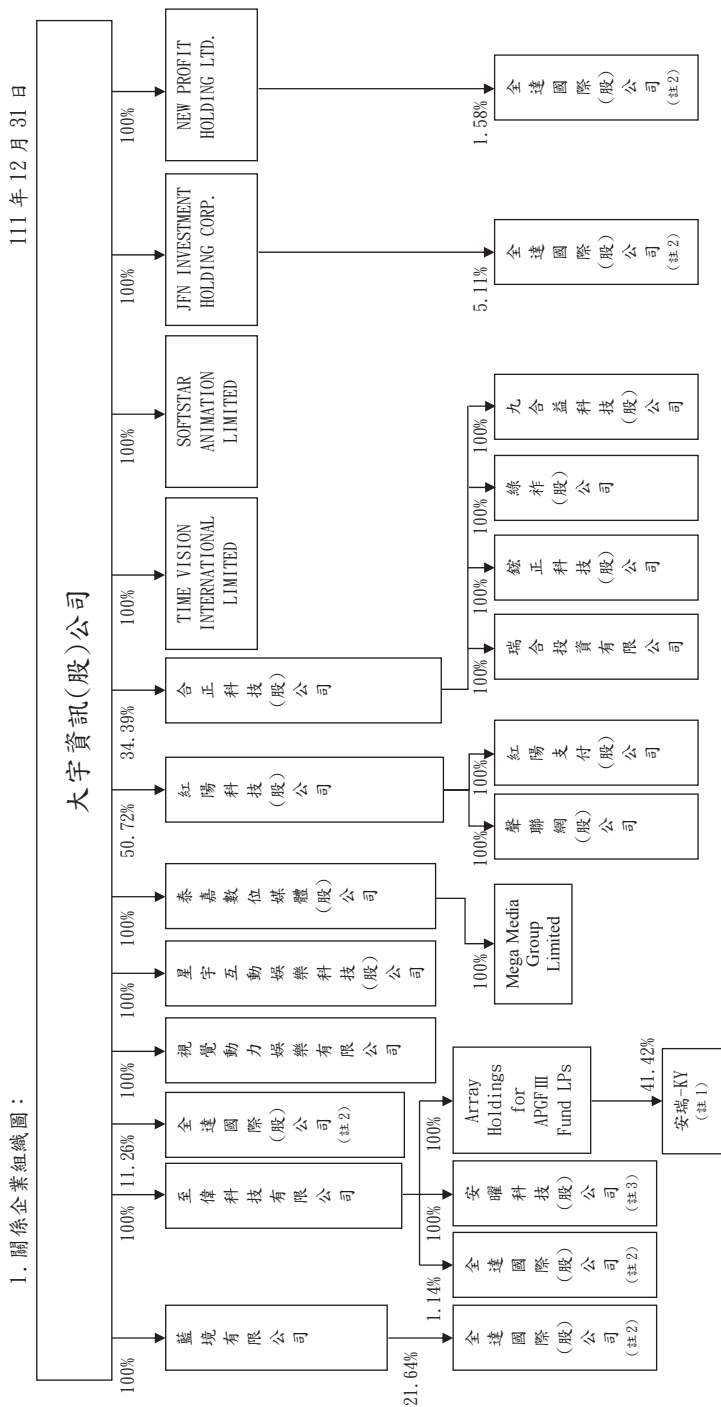 1. 關係企業組織圖：
111 年 12 月 31 日
大宇資訊(股)公司
100%
藍境有限公司
21.64%
全達國際(股)公司
(註2)
100%
至偉科技有限公司
1.14%
全達國際(股)公司
(註2)
100%
安曜科技(股)公司
(註3)
100%
Array
Holdings
for
APGFⅢ
Fund LPs
41.42%
安瑞-KY
(註1)
11.26%
全達國際(股)公司
(註2)
100%
視覺動力娛樂有限公司
100%
星宇互動娛樂科技(股)公司
100%
泰嘉數位媒體(股)公司
100%
Mega Media
Group
Limited
50.72%
紅陽科技(股)公司
100%
聲聯網(股)公司
100%
紅陽支付(股)公司
34.39%
合正科技(股)公司
100%
瑞合投資有限公司
100%
鋐正科技(股)公司
100%
綠祚(股)公司
100%
九合益科技(股)公司
100%
TIME VISION
INTERNATIONAL
LIMITED
100%
SOFTSTAR
ANIMATION
LIMITED
100%
JFN INVESTMENT
HOLDING CORP.
5.11%
全達國際(股)公司
(註2)
100%
NEW PROFIT
HOLDING LTD.
1.58%
全達國際(股)公司
(註2)